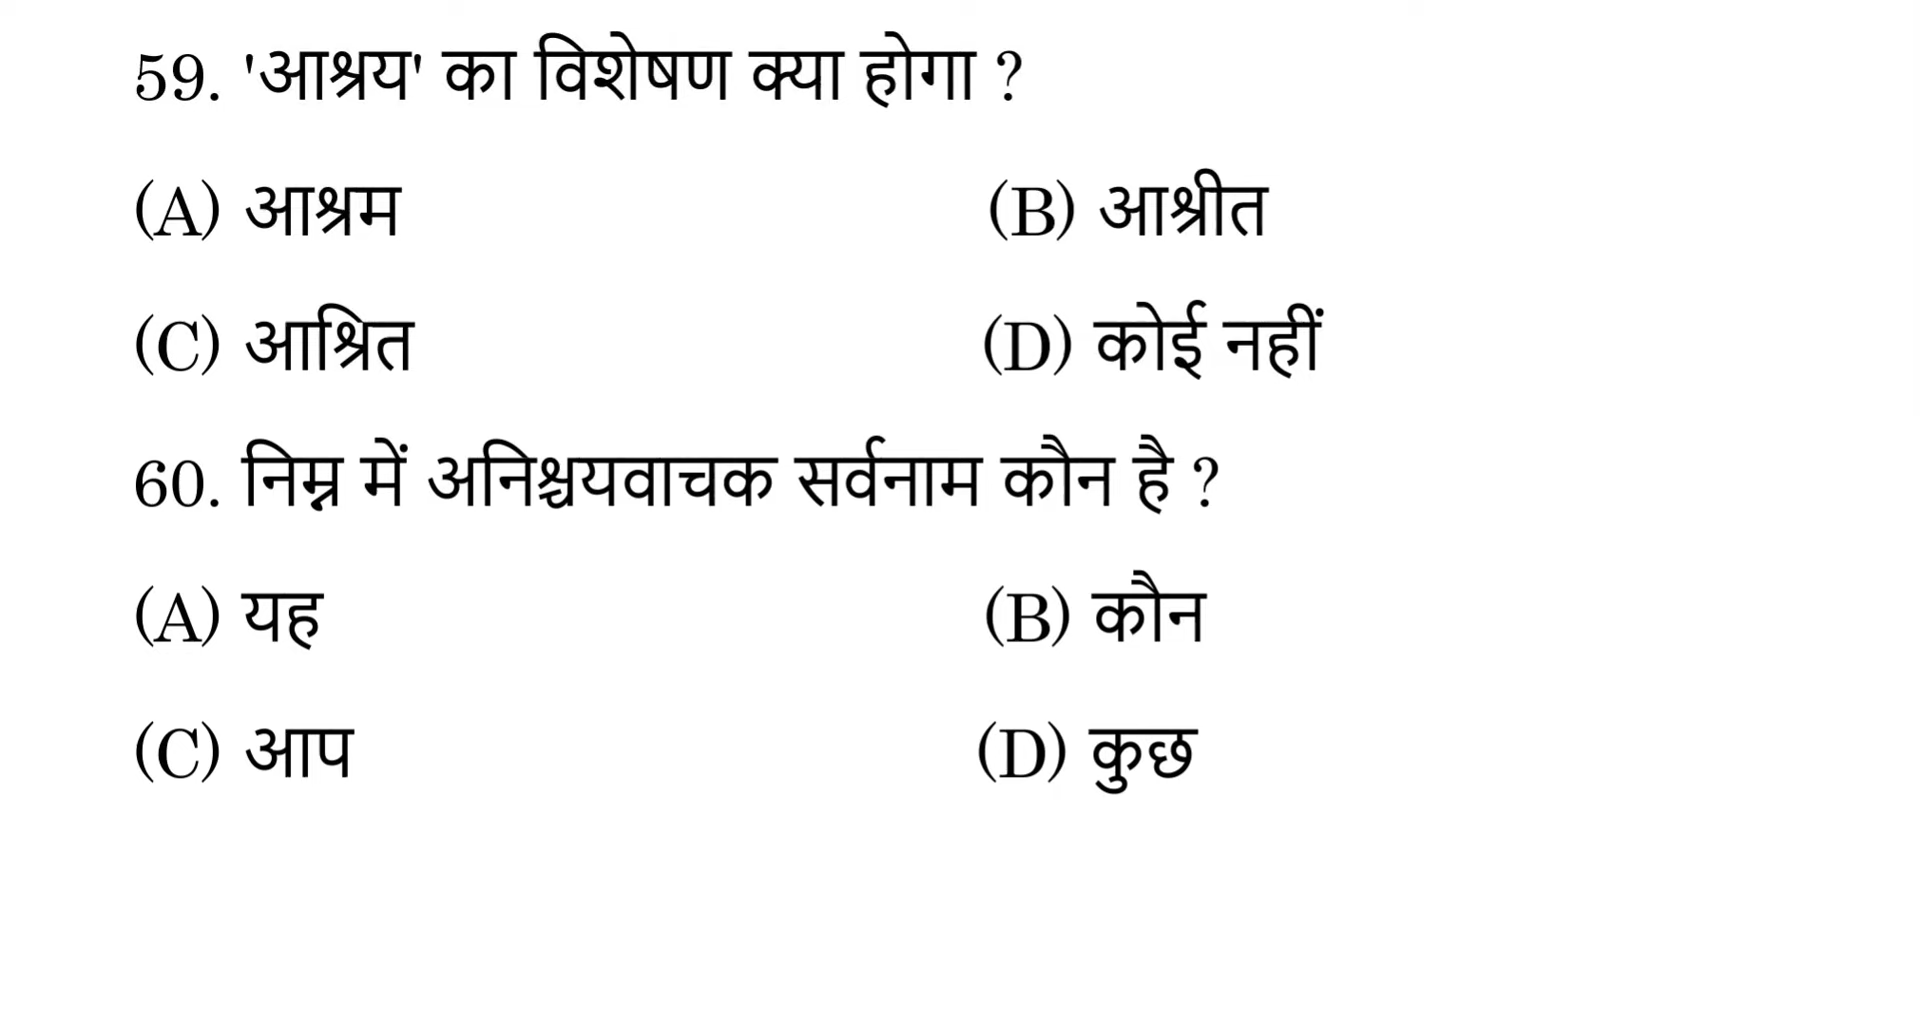 59. 'आश्रय' का विशेषण क्या होगा ?
(A) आश्रम (B) आश्रीत
(C) आश्रित (D) कोई नहीं
60. निम्न में अनिश्चयवाचक सर्वनाम कौन है ?
(A) यह (B) कौन
(C) आप (D) कुछ